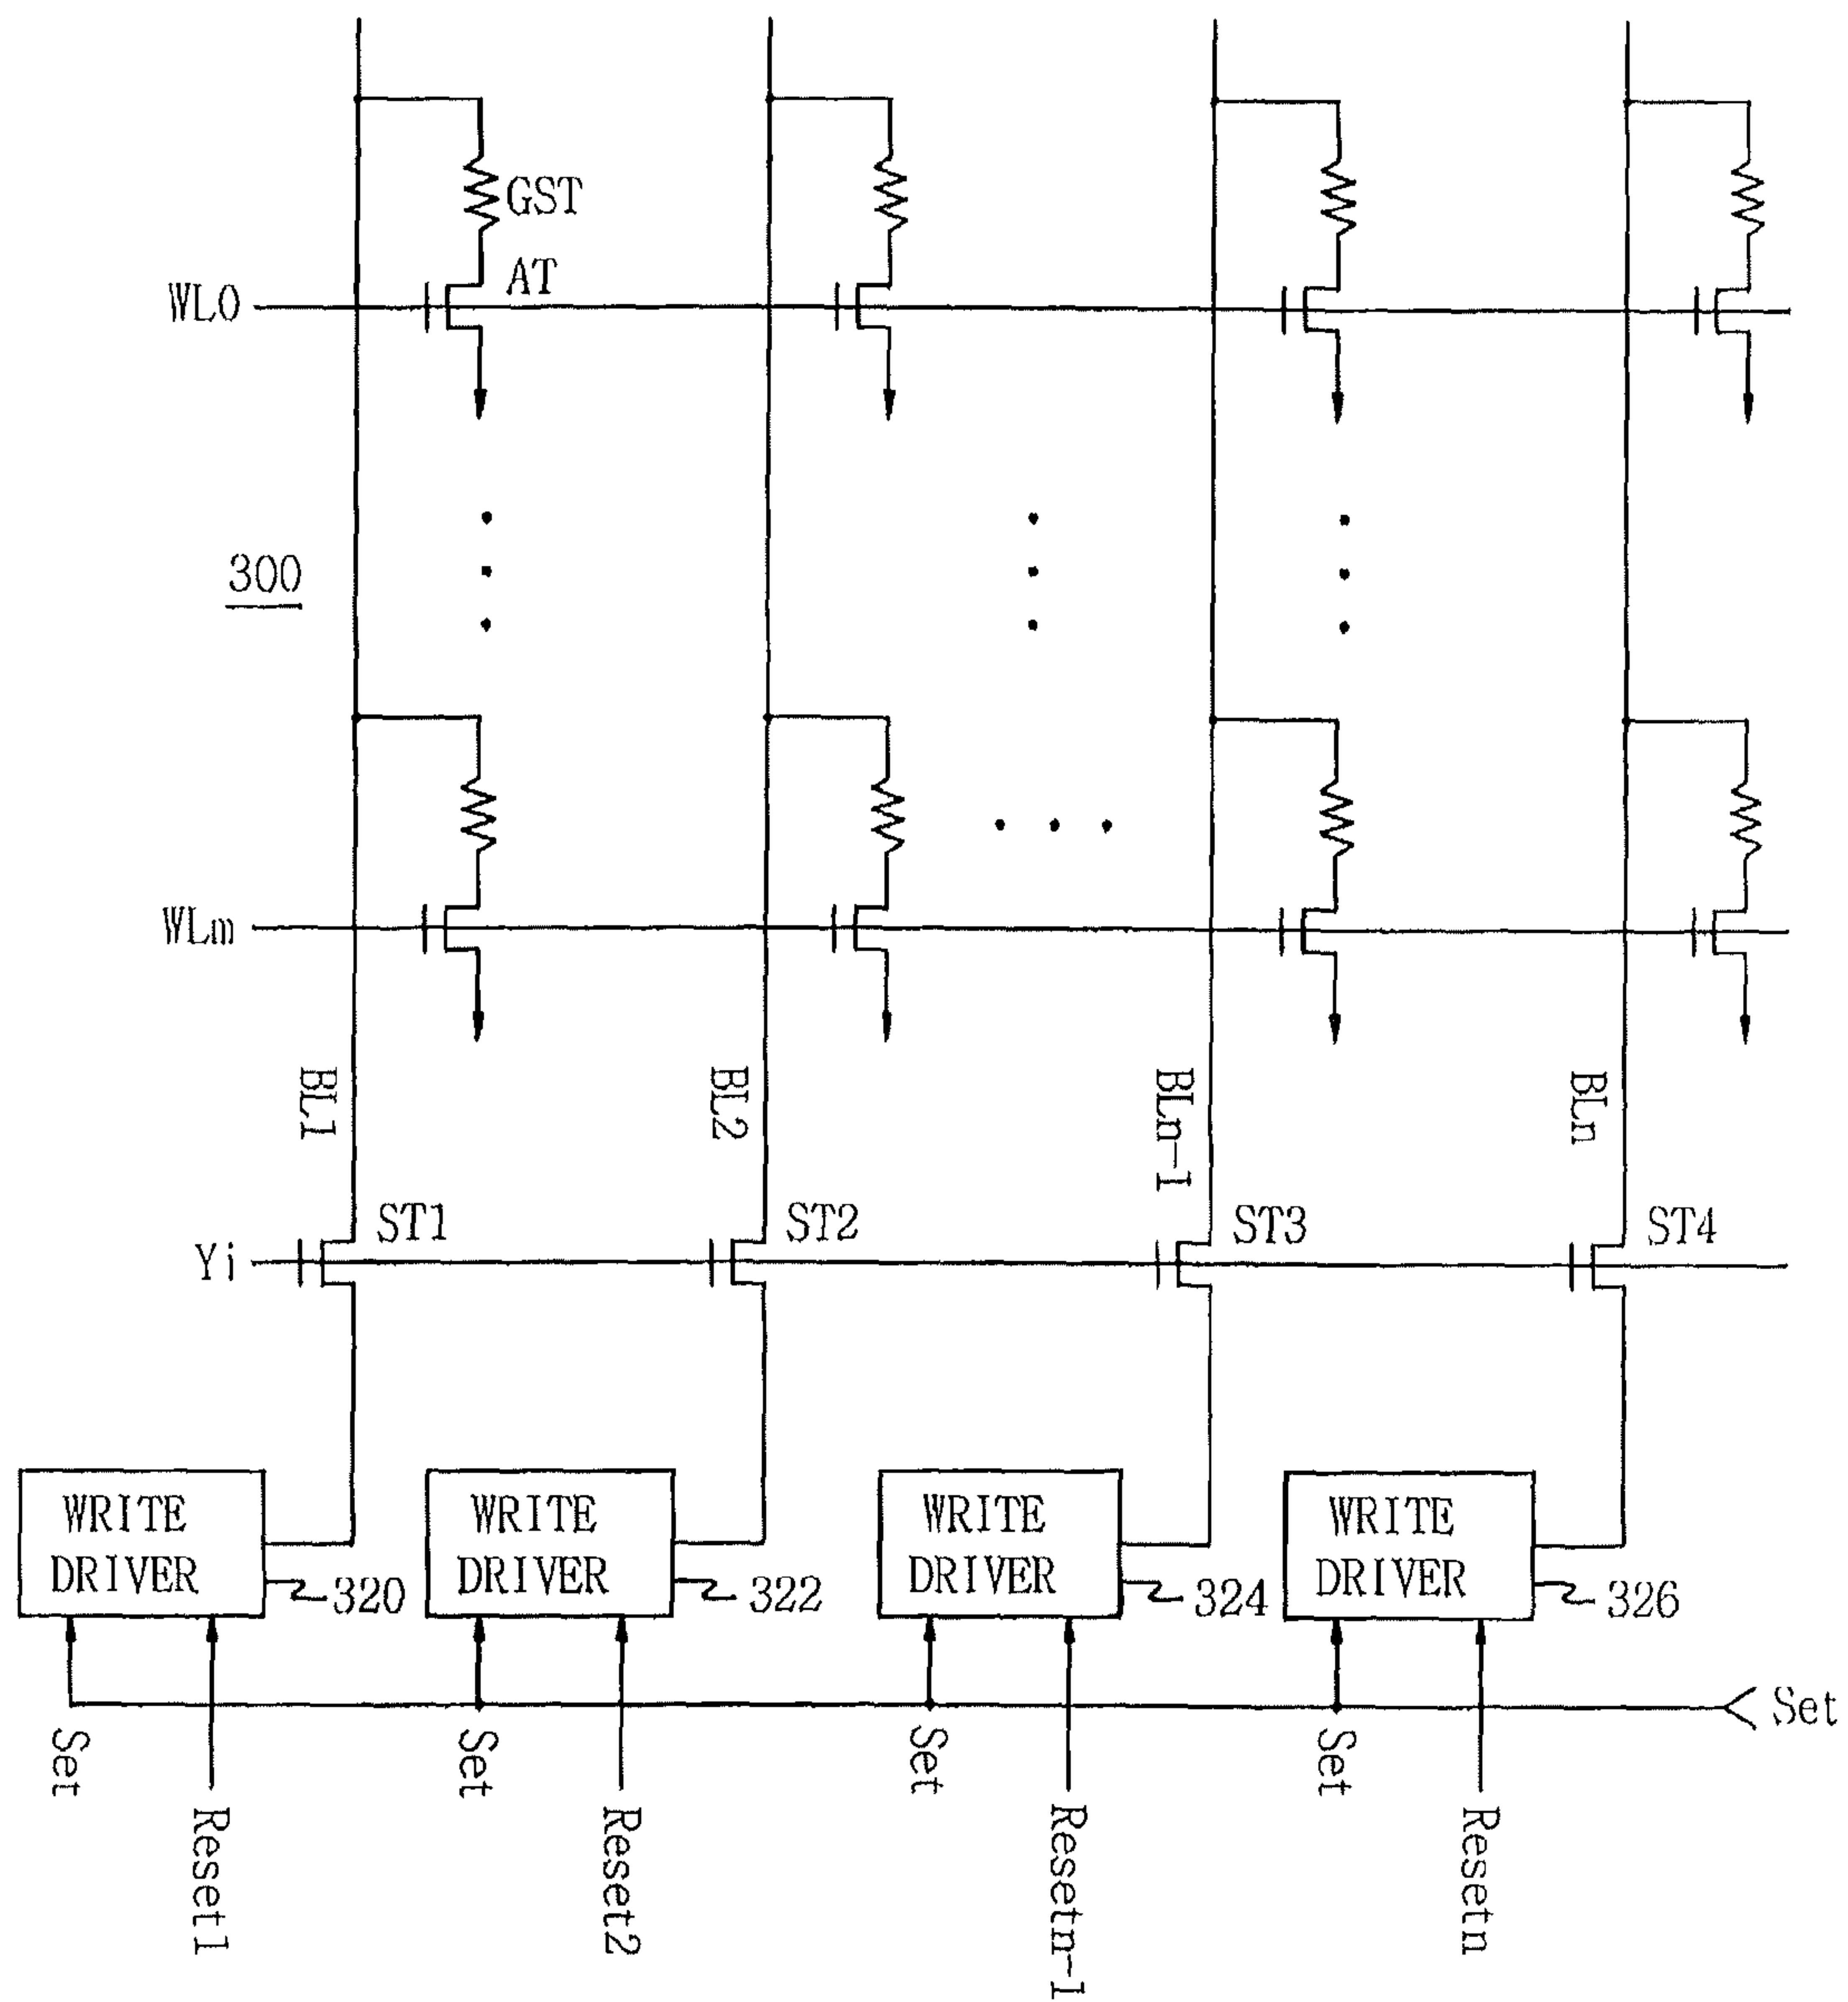 GST
AT
WL0
300
WLm
BL1
BL2
BLn-1
BLn
ST1
ST2
ST3
ST4
Yi
WRITE
DRIVER
320
WRITE
DRIVER
322
WRITE
DRIVER
324
WRITE
DRIVER
326
Set
Set
Reset1
Set
Reset2
Set
Resetn-1
Set
Resetn